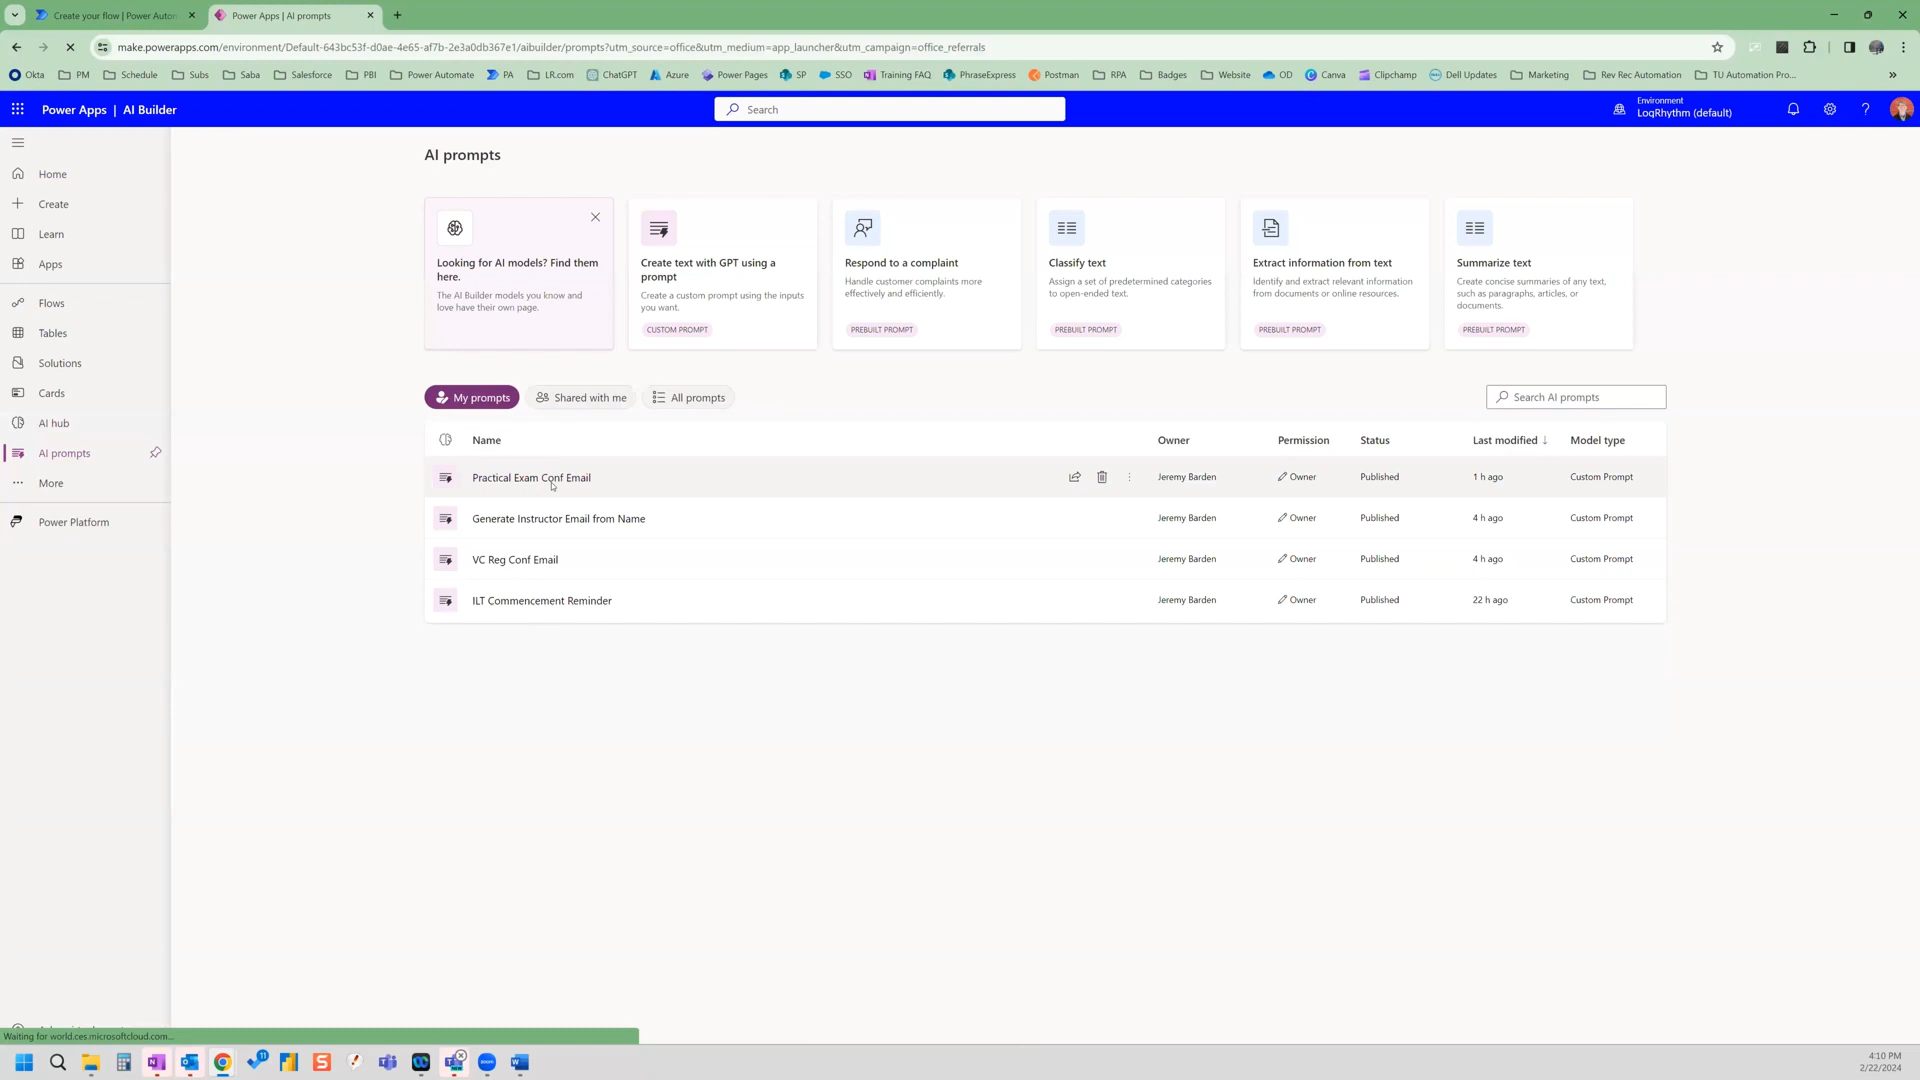 Create your flow | Power Auton
Power Apps | AI prompts
make.powerapps.com/environment/Default-643bc53f-d0ae-4e65-af7b-2e3a0db367e1/aibuilder/prompts?utm_source=office&utm_medium=app_launcher&utm_campaign=office_referrals
Okta PM Schedule Subs Saba Salesforce PBI Power Automate PA LR.com ChatGPT Azure Power Pages SP SSO Training FAQ PhraseExpress Postman RPA Badges Website OD Canva Clipchamp Dell Updates Marketing Rev Rec Automation TU Automation Pro...
Power Apps | AI Builder
Search
Environment
LogRhythm (default)
Home
Create
Learn
Apps
Flows
Tables
Solutions
Cards
AI hub
AI prompts
More
Power Platform
AI prompts
Looking for AI models? Find them here.
The AI Builder models you know and love have their own page.
Create text with GPT using a prompt
Create a custom prompt using the inputs you want.
CUSTOM PROMPT
Respond to a complaint
Handle customer complaints more effectively and efficiently.
PREBUILT PROMPT
Classify text
Assign a set of predetermined categories to open-ended text.
PREBUILT PROMPT
Extract information from text
Identify and extract relevant information from documents or online resources.
PREBUILT PROMPT
Summarize text
Create concise summaries of any text, such as paragraphs, articles, or documents.
PREBUILT PROMPT
My prompts Shared with me All prompts
Search AI prompts
Name Owner Permission Status Last modified ↓ Model type
Practical Exam Conf Email Jeremy Barden Owner Published 1 h ago Custom Prompt
Generate Instructor Email from Name Jeremy Barden Owner Published 4 h ago Custom Prompt
VC Reg Conf Email Jeremy Barden Owner Published 4 h ago Custom Prompt
ILT Commencement Reminder Jeremy Barden Owner Published 22 h ago Custom Prompt
Waiting for world.ces.microsoftcloud.com...
11
NEW
zoom
4:10 PM
2/22/2024